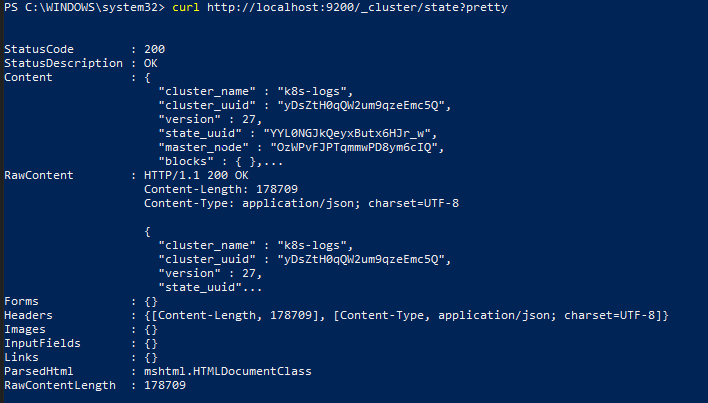 PS C:\WINDOWS\system32> curl http://localhost:9200/_cluster/state?pretty
StatusCode : 200
StatusDescription : OK
Content : {
"cluster_name" : "k8s-logs",
"cluster_uuid" : "yDsZtH0qQW2um9qzeEmc5Q",
"version" : 27,
"state_uuid" : "YYL0NGJkQeyxButx6HJr_w",
"master_node" : "OzWPvFJPTqmmwPD8ym6cIQ",
"blocks" : { },...
RawContent : HTTP/1.1 200 OK
Content-Length: 178709
Content-Type: application/json; charset=UTF-8
{
"cluster_name" : "k8s-logs",
"cluster_uuid" : "yDsZtH0qQW2um9qzeEmc5Q",
"version" : 27,
"state_uuid"...
Forms : {}
Headers : {[Content-Length, 178709], [Content-Type, application/json; charset=UTF-8]}
Images : {}
InputFields : {}
Links : {}
ParsedHtml : mshtml.HTMLDocumentClass
RawContentLength : 178709